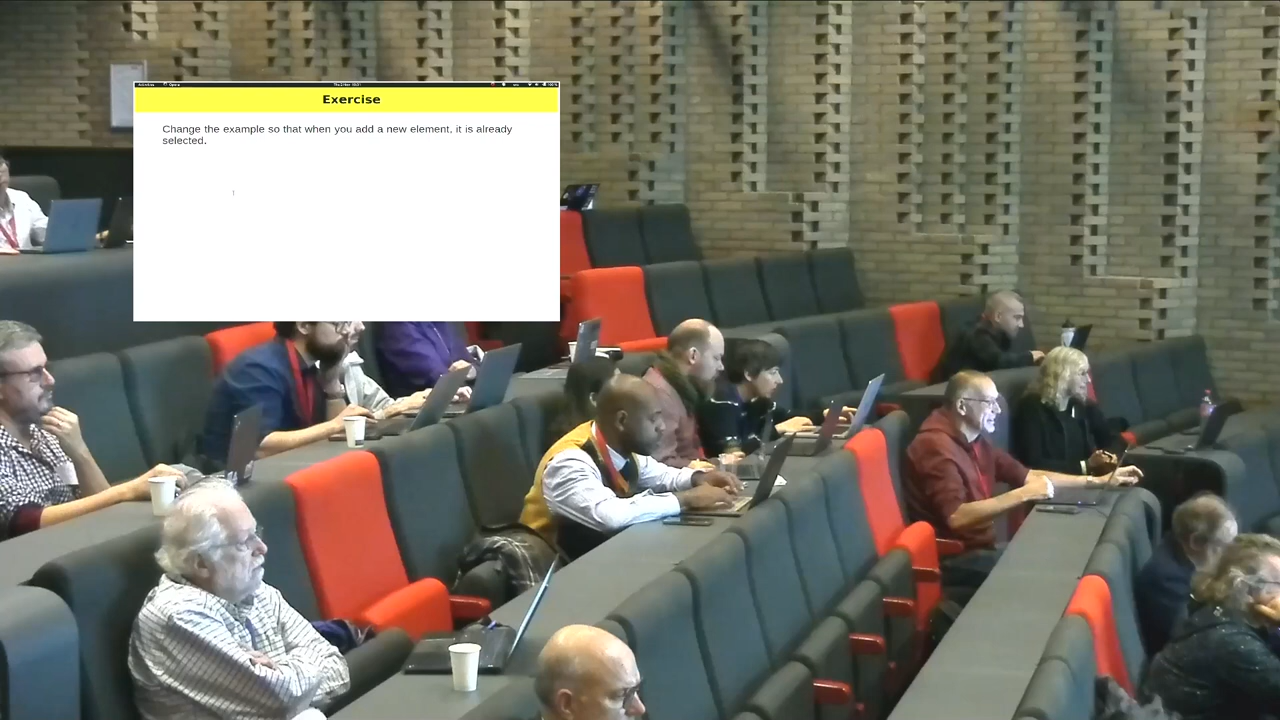 Exercise
Change the example so that when you add a new element, it is already
selected.